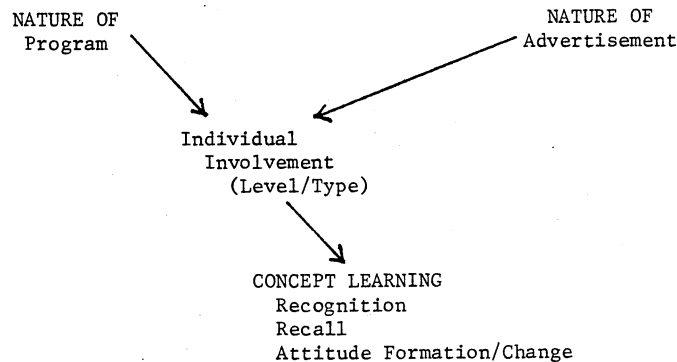 NATURE OF
Program
NATURE OF
Advertisement
Individual
Involvement
(Level/Type)
CONCEPT LEARNING
Recognition
Recall
Attitude Formation/Change